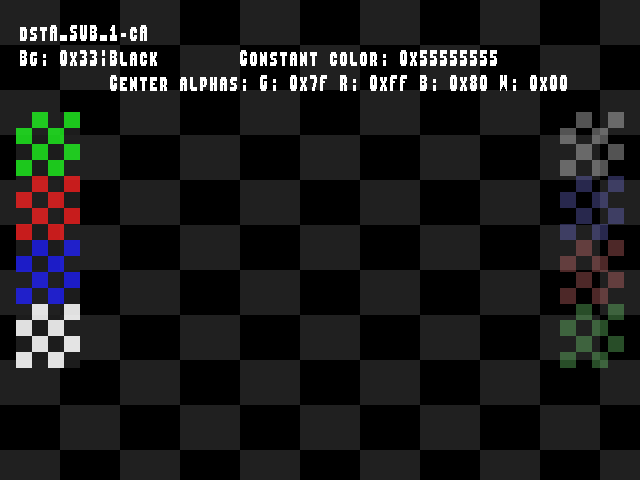 dstA_SUB_1-cA
Bg: 0x33¦Black Constant color: 0x55555555
Center alphas: G: 0x7f R: 0xff B: 0x80 W: 0x00